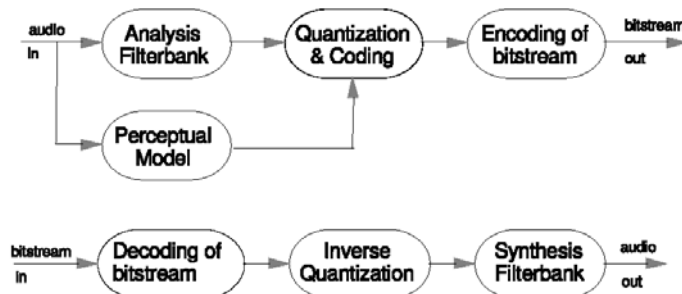 audio
in
Analysis
Filterbank
Quantization
& Coding
Encoding of
bitstream
bitstream
out
Perceptual
Model
bitstream
in
Decoding of
bitstream
Inverse
Quantization
Synthesis
Filterbank
audio
out